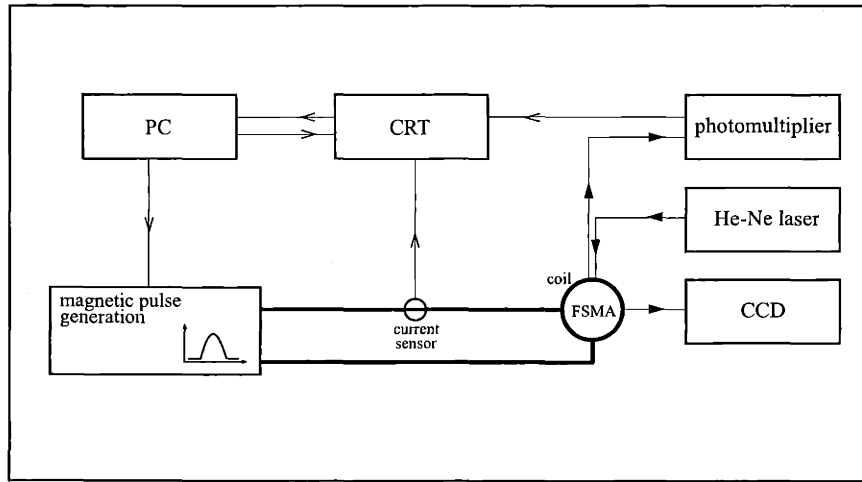 PC
CRT
photomultiplier
He-Ne laser
coil
FSMA
CCD
magnetic pulse
generation
current
sensor